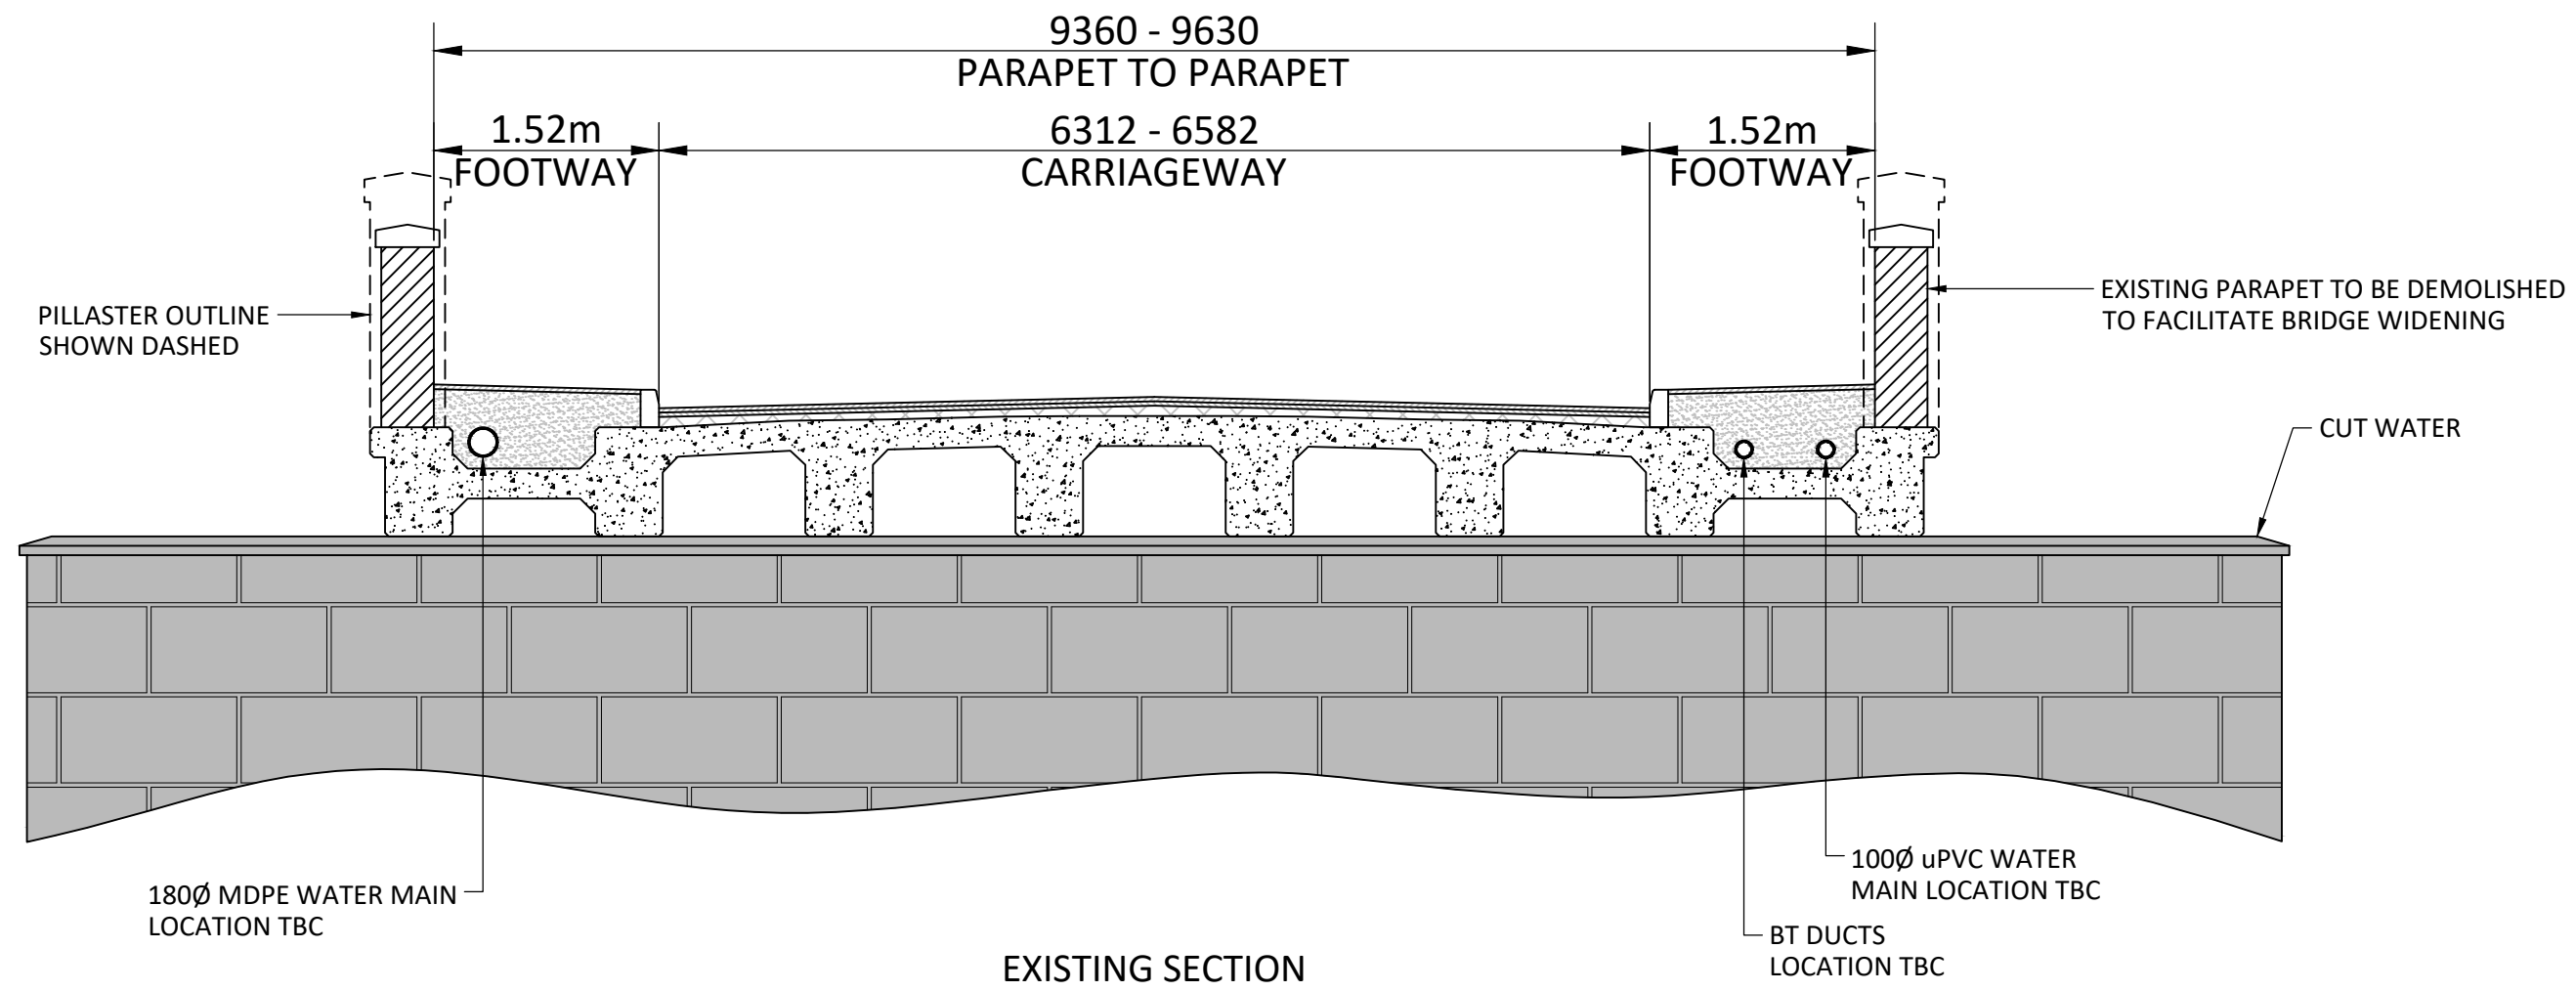 9360 - 9630
PARAPET TO PARAPET
1.52m
FOOTWAY
6312 - 6582
CARRIAGEWAY
1.52m
FOOTWAY
PILLASTER OUTLINE
SHOWN DASHED
EXISTING PARAPET TO BE DEMOLISHED
TO FACILITATE BRIDGE WIDENING
CUT WATER
180Ø MDPE WATER MAIN
LOCATION TBC
100Ø uPVC WATER
MAIN LOCATION TBC
BT DUCTS
LOCATION TBC
EXISTING SECTION